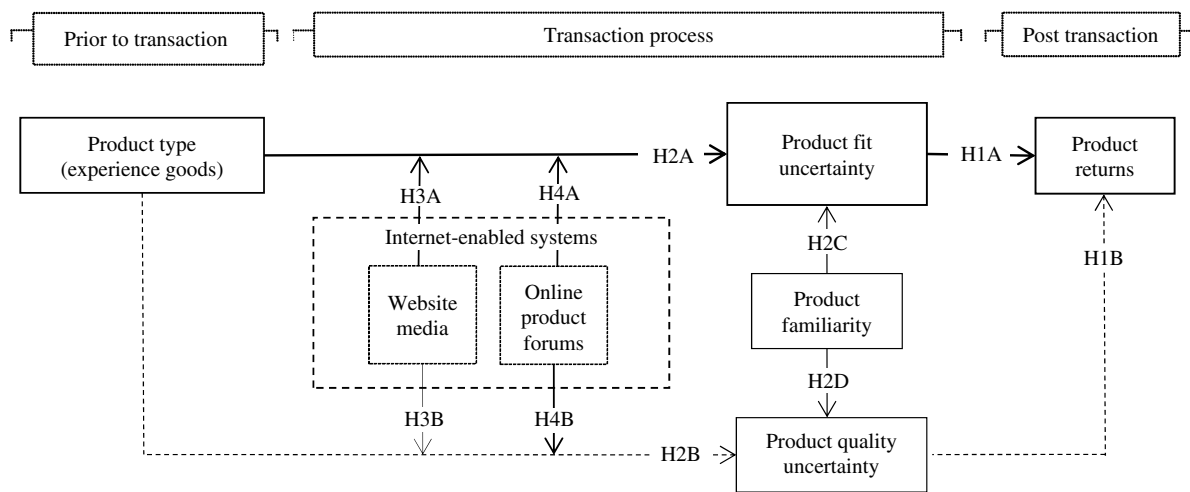 Prior to transaction
Transaction process
Post transaction
Product type
(experience goods)
H2A
Product fit
uncertainty
H1A
Product
returns
H3A
H4A
Internet-enabled systems
H2C
H1B
Website
media
Online
product
forums
Product
familiarity
H2D
H3B
H4B
H2B
Product quality
uncertainty